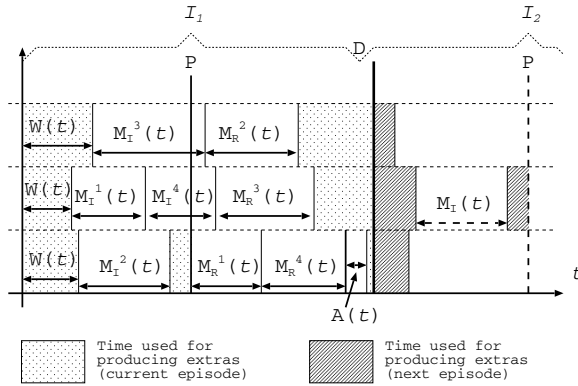 I₁ I₂
P D P
W(t) M_I³(t) M_R²(t)
W(t) M_I¹(t) M_I⁴(t) M_R³(t) M_I(t)
W(t) M_I²(t) M_R¹(t) M_R⁴(t)
t
A(t)
Time used for
producing extras
(current episode)
Time used for
producing extras
(next episode)